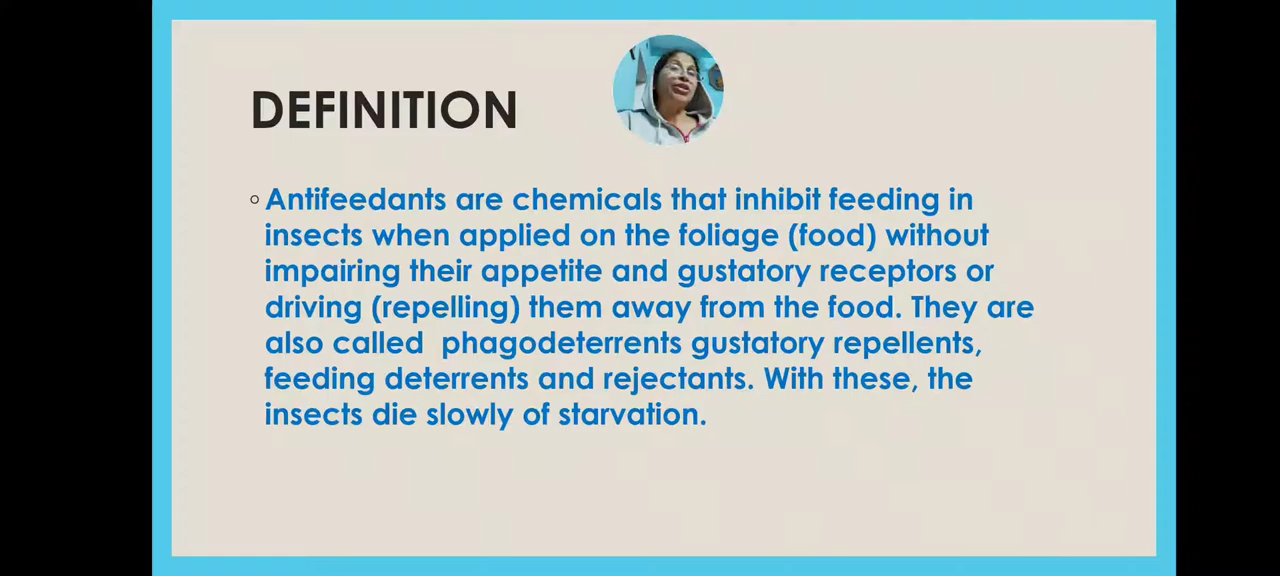 DEFINITION
◦ Antifeedants are chemicals that inhibit feeding in
insects when applied on the foliage (food) without
impairing their appetite and gustatory receptors or
driving (repelling) them away from the food. They are
also called  phagodeterrents gustatory repellents,
feeding deterrents and rejectants. With these, the
insects die slowly of starvation.